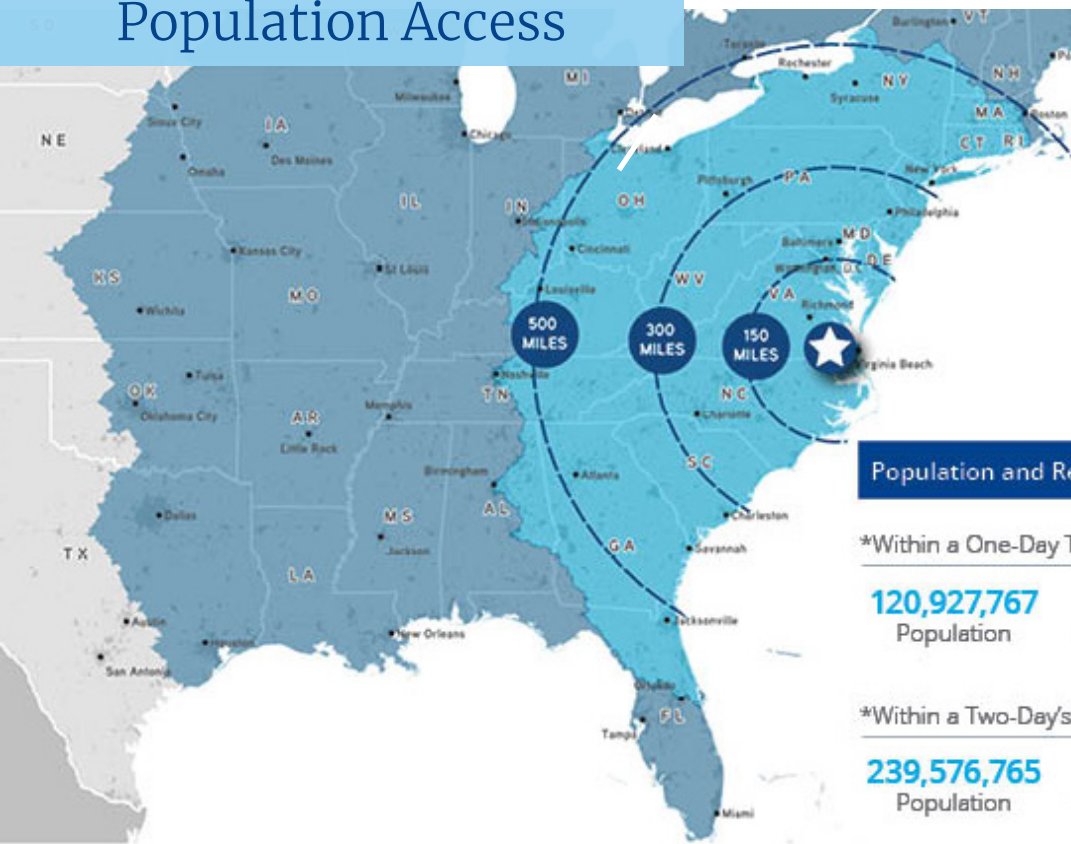 Population Access
Burlington
VT
Toronto
Rochester
NY
NH
Syracuse
MI
Milwaukee
MA
Boston
Sioux City
IA
Chicago
NE
Cleveland
CT RI
Des Moines
Omaha
Pittsburgh
PA
New York
IL
IN
OH
Philadelphia
Indianapolis
MD
Kansas City
Cincinnati
Baltimore
DE
St Louis
Washington, D.C.
KS
WV
MO
Louisville
VA
Wichita
Richmond
500
MILES
300
MILES
150
MILES
Virginia Beach
Tulsa
Nashville
OK
TN
NC
Memphis
Oklahoma City
AR
Charlotte
Little Rock
SC
Birmingham
Atlanta
Population and Re
AL
Dallas
MS
Charleston
*Within a One-Day T
TX
Jackson
GA
Savannah
LA
120,927,767
Population
Austin
New Orleans
Jacksonville
Houston
San Antonio
Orlando
FL
*Within a Two-Day's
Tampa
239,576,765
Population
Miami